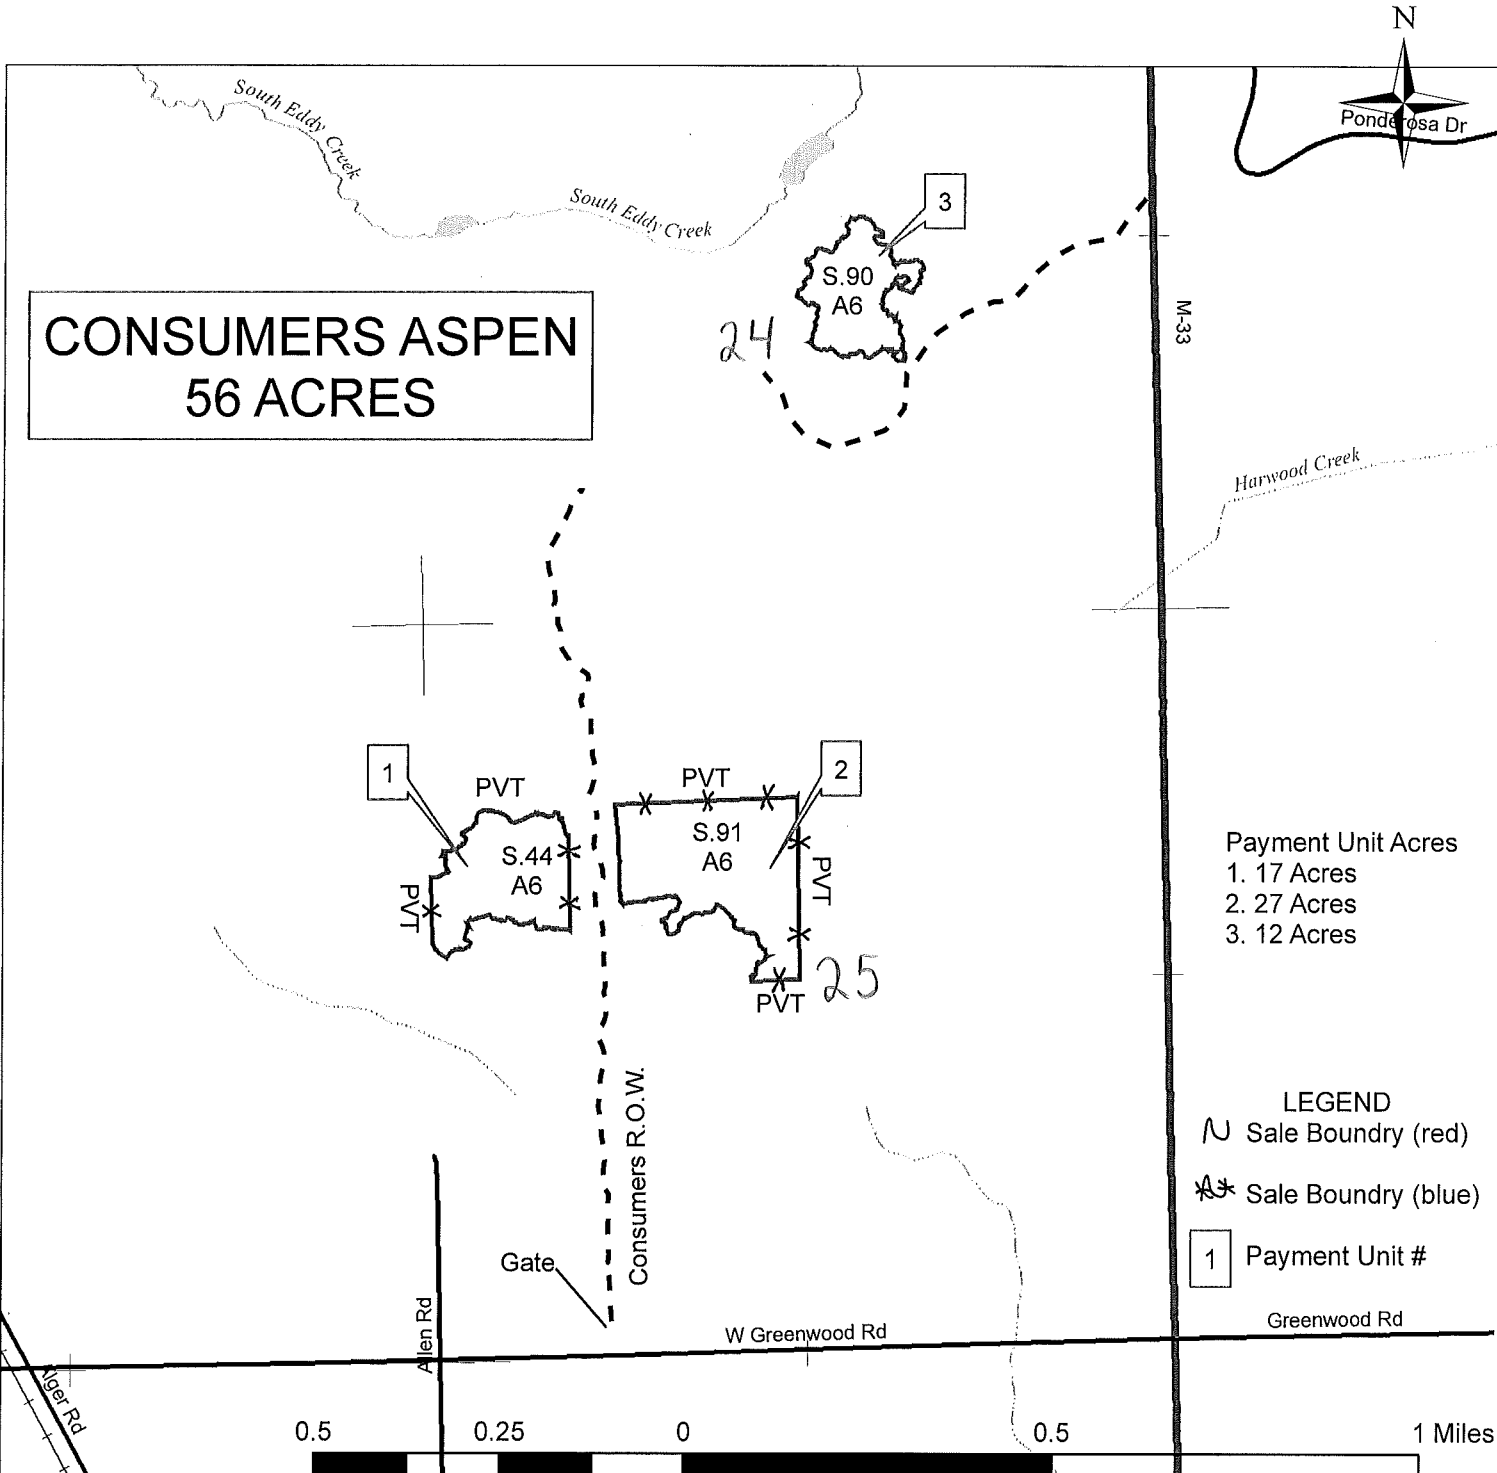 N
South Eddy Creek
Ponderosa Dr
South Eddy Creek
3
S.90
A6
M-33
CONSUMERS ASPEN
56 ACRES
24
Harwood Creek
1
PVT
PVT
2
S.44
A6
S.91
A6
PVT
PVT
Payment Unit Acres
1. 17 Acres
2. 27 Acres
3. 12 Acres
25
PVT
Consumers R.O.W.
LEGEND
Sale Boundry (red)
Sale Boundry (blue)
1 Payment Unit #
Gate
Allen Rd
W Greenwood Rd
Greenwood Rd
Alger Rd
0.5 0.25 0 0.5 1 Miles